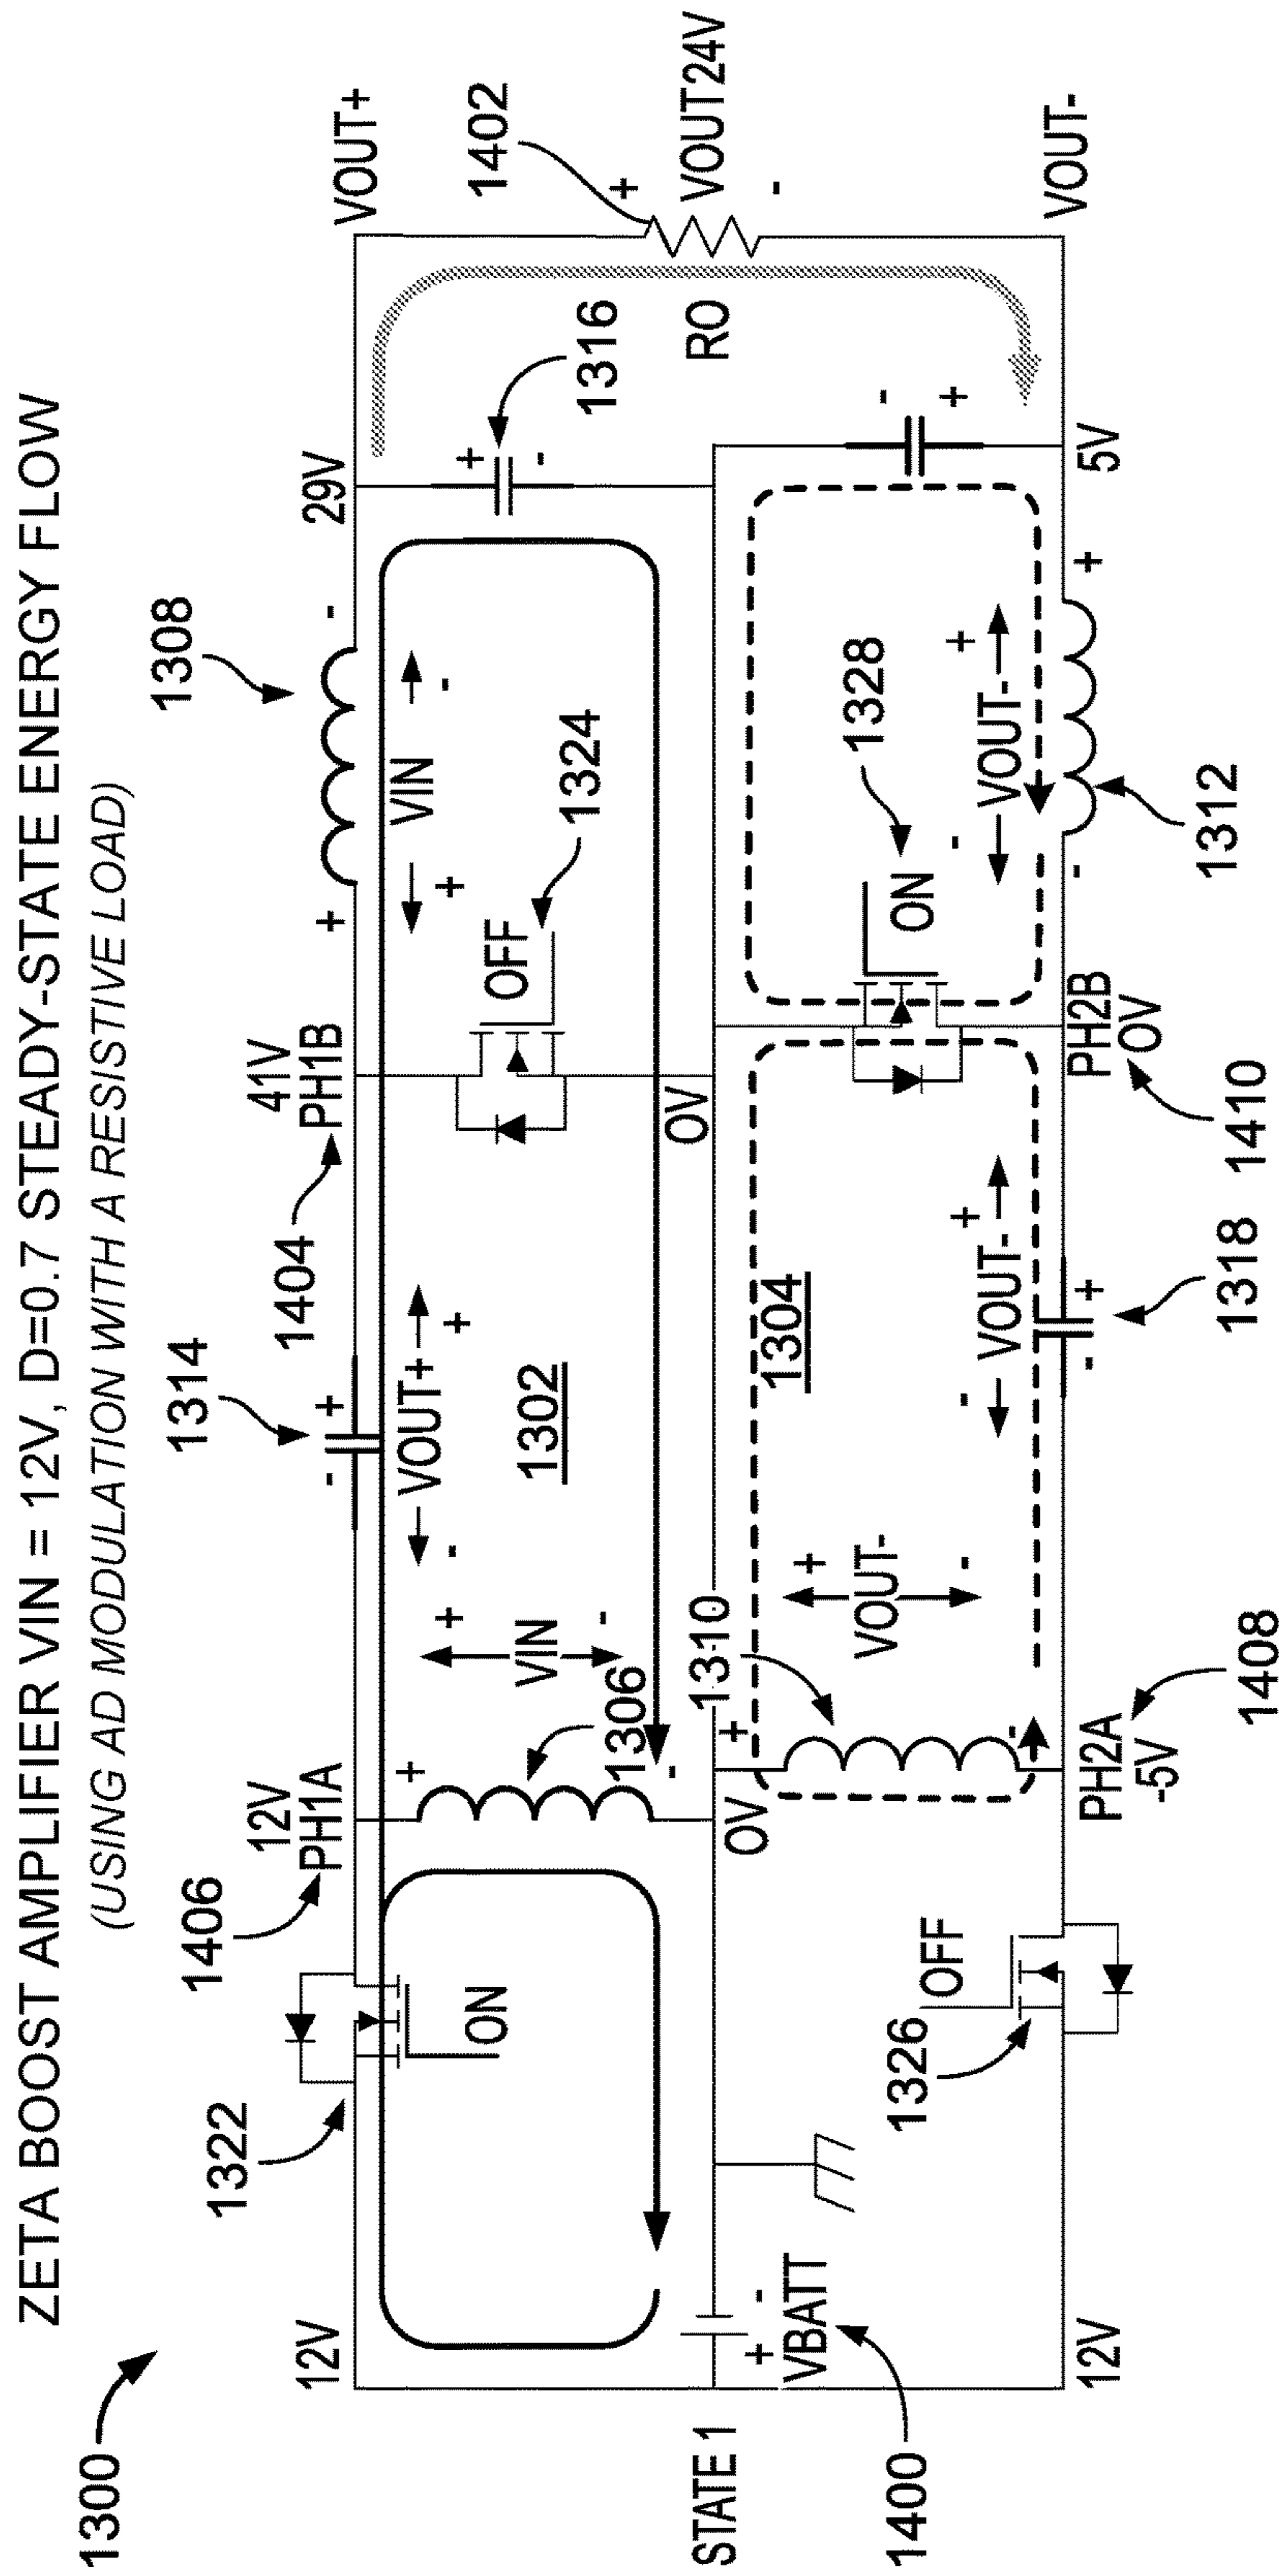 ZETA BOOST AMPLIFIER VIN = 12V, D=0.7 STEADY-STATE ENERGY FLOW
(USING AD MODULATION WITH A RESISTIVE LOAD)
1300
1322
1406
1314
1404
1308
12V
12V
PH1A
- +
41V
PH1B
+ -
29V
VOUT+
ON
+
VIN
-
1306
- VOUT+ +
1302
+ VIN -
OFF
1324
+
-
1316
1402
STATE 1
0V
0V
RO
+
VOUT24V
-
+ -
VBATT
1400
1310
+
-
+
VOUT-
-
1304
- VOUT- +
ON
1328
- VOUT- +
-
+
OFF
1326
12V
PH2A
-5V
1408
- +
1318
PH2B
0V
1410
- +
1312
5V
VOUT-